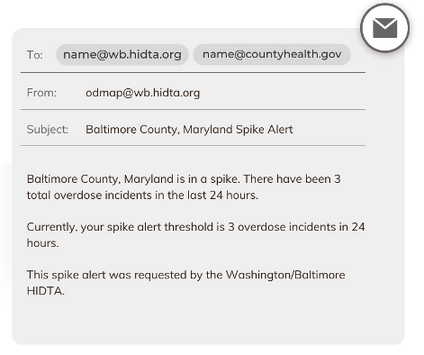 To: name@wb.hidta.org name@countyhealth.gov
From: odmap@wb.hidta.org
Subject: Baltimore County, Maryland Spike Alert
Baltimore County, Maryland is in a spike. There have been 3
total overdose incidents in the last 24 hours.
Currently, your spike alert threshold is 3 overdose incidents in 24
hours.
This spike alert was requested by the Washington/Baltimore
HIDTA.